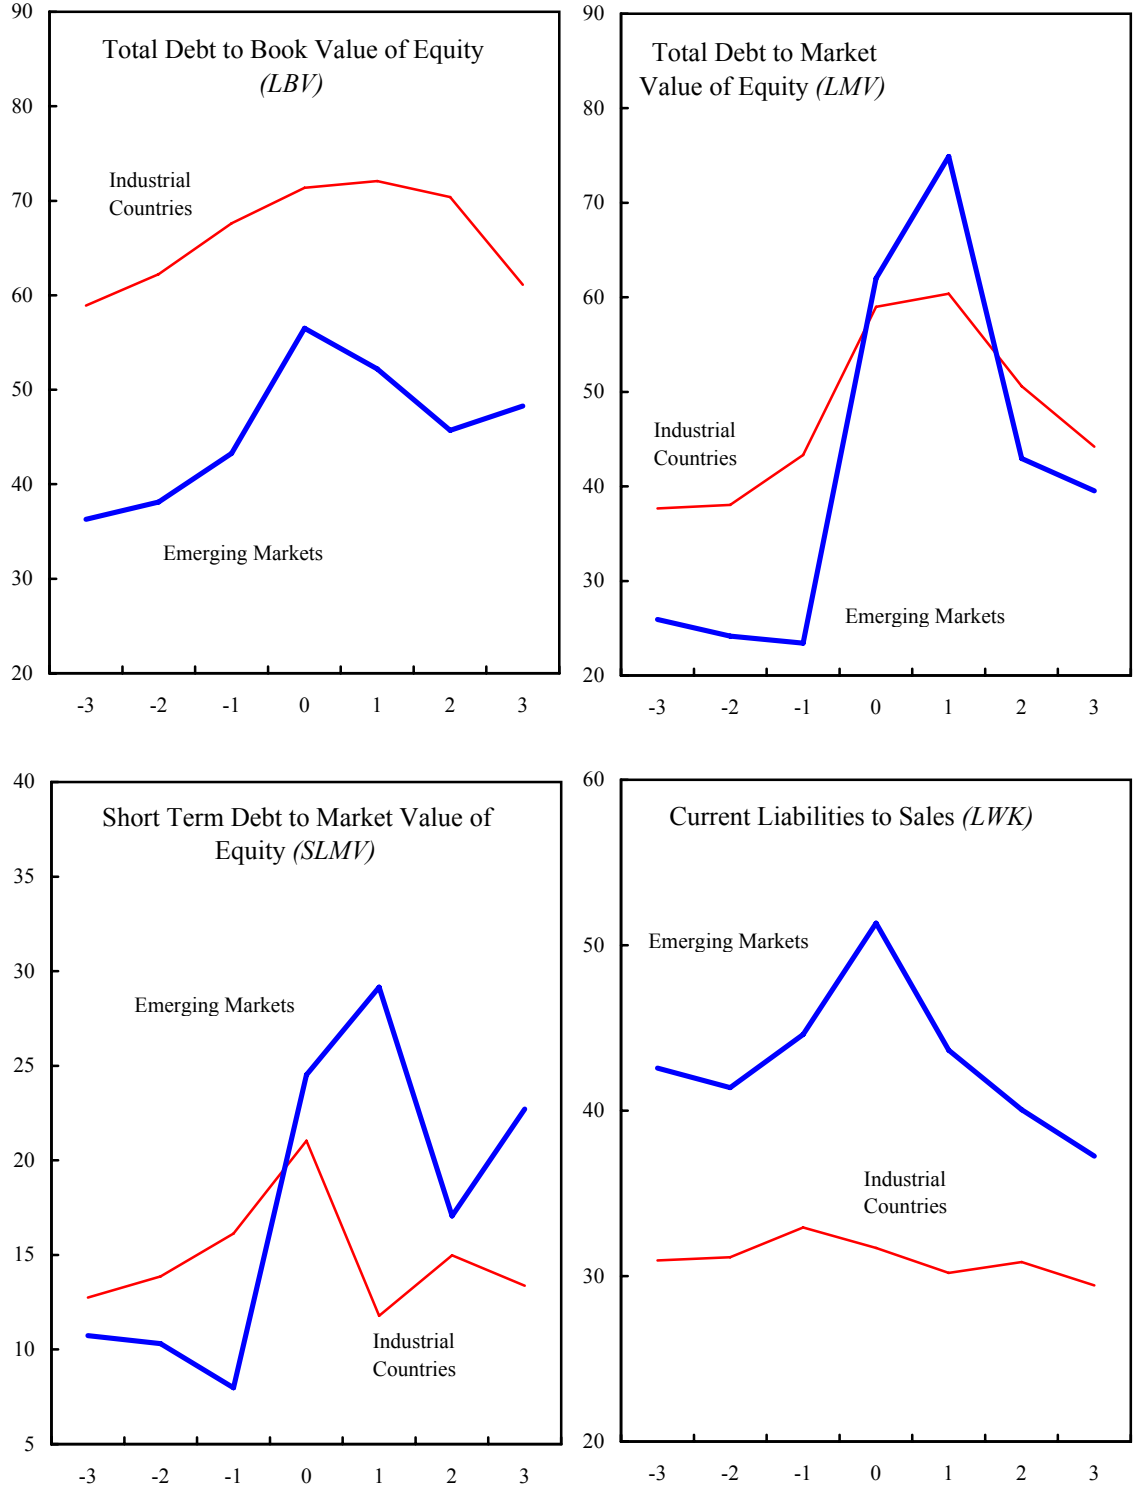 Total Debt to Book Value of Equity
(LBV)
90
80
70
60
50
40
30
20
Industrial
Countries
Emerging Markets
-3 -2 -1 0 1 2 3
Total Debt to Market
Value of Equity (LMV)
90
80
70
60
50
40
30
20
Industrial
Countries
Emerging Markets
-3 -2 -1 0 1 2 3
Short Term Debt to Market Value of
Equity (SLMV)
40
35
30
25
20
15
10
5
Emerging Markets
Industrial
Countries
-3 -2 -1 0 1 2 3
Current Liabilities to Sales (LWK)
60
50
40
30
20
Emerging Markets
Industrial
Countries
-3 -2 -1 0 1 2 3